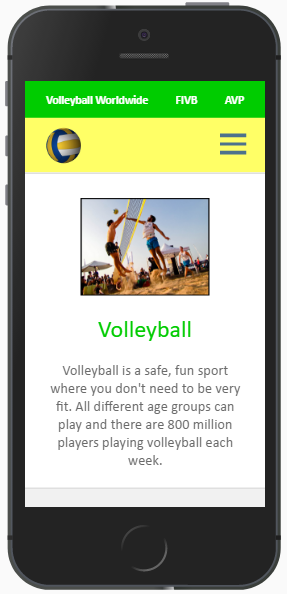 Volleyball Worldwide FIVB AVP
Volleyball
Volleyball is a safe, fun sport
where you don't need to be very
fit. All different age groups can
play and there are 800 million
players playing volleyball each
week.